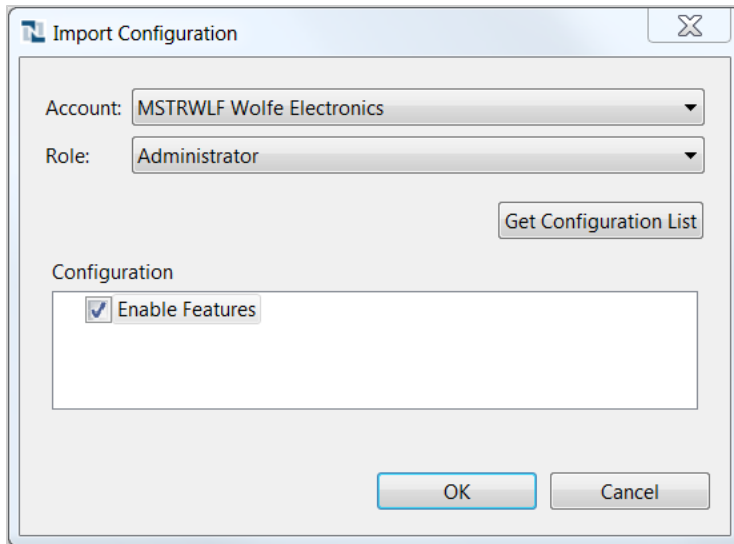 Import Configuration
Account: MSTRWLF Wolfe Electronics
Role: Administrator
Get Configuration List
Configuration
Enable Features
OK Cancel